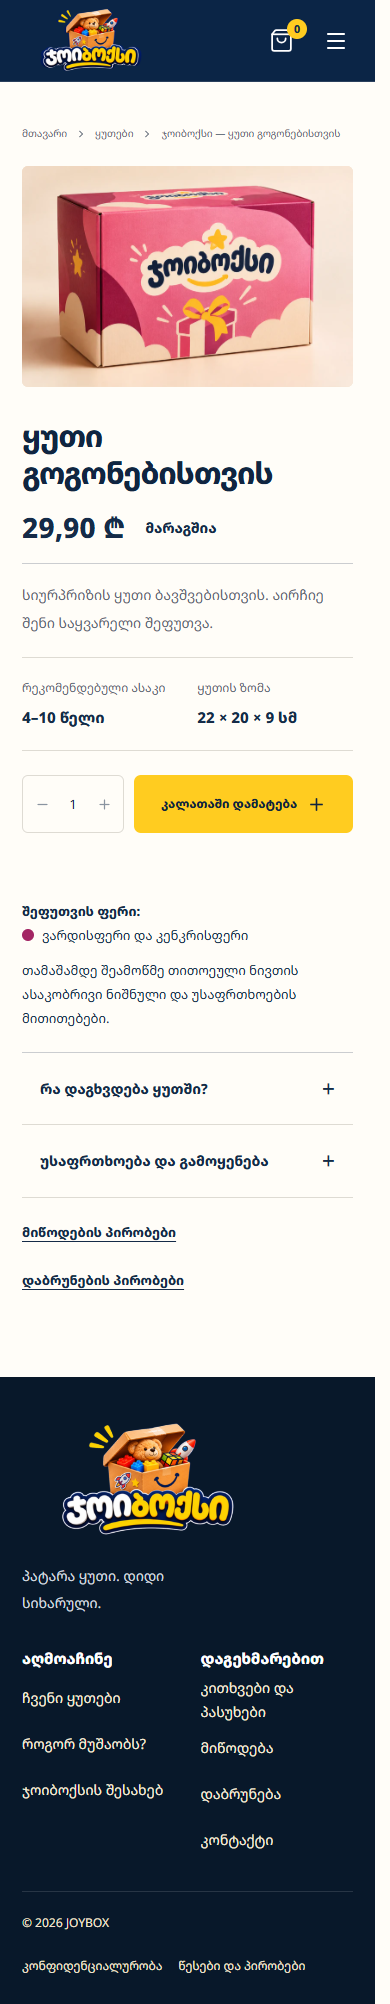 ჯოიბოქსი
0
მთავარი > ყუთები > ჯოიბოქსი — ყუთი გოგონებისთვის
ჯოიბოქსი
ყუთი
გოგონებისთვის
29,90 ₾ მარაგშია
სიურპრიზის ყუთი ბავშვებისთვის. აირჩიე
შენი საყვარელი შეფუთვა.
რეკომენდებული ასაკი ყუთის ზომა
4–10 წელი 22 × 20 × 9 სმ
− 1 + კალათაში დამატება +
შეფუთვის ფერი:
ვარდისფერი და კენკრისფერი
თამაშამდე შეამოწმე თითოეული ნივთის
ასაკობრივი ნიშნული და უსაფრთხოების
მითითებები.
რა დაგხვდება ყუთში? +
უსაფრთხოება და გამოყენება +
მიწოდების პირობები
დაბრუნების პირობები
ჯოიბოქსი
პატარა ყუთი. დიდი
სიხარული.
აღმოაჩინე
ჩვენი ყუთები
როგორ მუშაობს?
ჯოიბოქსის შესახებ
დაგეხმარებით
კითხვები და
პასუხები
მიწოდება
დაბრუნება
კონტაქტი
© 2026 JOYBOX
კონფიდენციალურობა წესები და პირობები